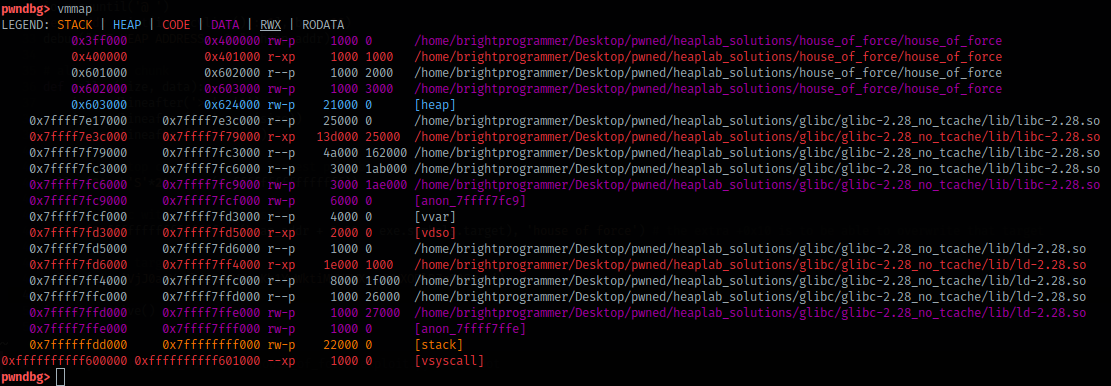 pwndbg> vmmap
LEGEND: STACK | HEAP | CODE | DATA | RWX | RODATA
0x3ff000 0x400000 rw-p 1000 0 /home/brightprogrammer/Desktop/pwned/heaplab_solutions/house_of_force/house_of_force
0x400000 0x401000 r-xp 1000 1000 /home/brightprogrammer/Desktop/pwned/heaplab_solutions/house_of_force/house_of_force
0x601000 0x602000 r--p 1000 2000 /home/brightprogrammer/Desktop/pwned/heaplab_solutions/house_of_force/house_of_force
0x602000 0x603000 rw-p 1000 3000 /home/brightprogrammer/Desktop/pwned/heaplab_solutions/house_of_force/house_of_force
0x603000 0x624000 rw-p 21000 0 [heap]
0x7ffff7e17000 0x7ffff7e3c000 r--p 25000 0 /home/brightprogrammer/Desktop/pwned/heaplab_solutions/glibc/glibc-2.28_no_tcache/lib/libc-2.28.so
0x7ffff7e3c000 0x7ffff7f79000 r-xp 13d000 25000 /home/brightprogrammer/Desktop/pwned/heaplab_solutions/glibc/glibc-2.28_no_tcache/lib/libc-2.28.so
0x7ffff7f79000 0x7ffff7fc3000 r--p 4a000 162000 /home/brightprogrammer/Desktop/pwned/heaplab_solutions/glibc/glibc-2.28_no_tcache/lib/libc-2.28.so
0x7ffff7fc3000 0x7ffff7fc6000 r--p 3000 1ab000 /home/brightprogrammer/Desktop/pwned/heaplab_solutions/glibc/glibc-2.28_no_tcache/lib/libc-2.28.so
0x7ffff7fc6000 0x7ffff7fc9000 rw-p 3000 1ae000 /home/brightprogrammer/Desktop/pwned/heaplab_solutions/glibc/glibc-2.28_no_tcache/lib/libc-2.28.so
0x7ffff7fc9000 0x7ffff7fcf000 rw-p 6000 0 [anon_7ffff7fc9]
0x7ffff7fcf000 0x7ffff7fd3000 r--p 4000 0 [vvar]
0x7ffff7fd3000 0x7ffff7fd5000 r-xp 2000 0 [vdso]
0x7ffff7fd5000 0x7ffff7fd6000 r--p 1000 0 /home/brightprogrammer/Desktop/pwned/heaplab_solutions/glibc/glibc-2.28_no_tcache/lib/ld-2.28.so
0x7ffff7fd6000 0x7ffff7ff4000 r-xp 1e000 1000 /home/brightprogrammer/Desktop/pwned/heaplab_solutions/glibc/glibc-2.28_no_tcache/lib/ld-2.28.so
0x7ffff7ff4000 0x7ffff7ffc000 r--p 8000 1f000 /home/brightprogrammer/Desktop/pwned/heaplab_solutions/glibc/glibc-2.28_no_tcache/lib/ld-2.28.so
0x7ffff7ffc000 0x7ffff7ffd000 r--p 1000 26000 /home/brightprogrammer/Desktop/pwned/heaplab_solutions/glibc/glibc-2.28_no_tcache/lib/ld-2.28.so
0x7ffff7ffd000 0x7ffff7ffe000 rw-p 1000 27000 /home/brightprogrammer/Desktop/pwned/heaplab_solutions/glibc/glibc-2.28_no_tcache/lib/ld-2.28.so
0x7ffff7ffe000 0x7ffff7fff000 rw-p 1000 0 [anon_7ffff7ffe]
0x7ffffffdd000 0x7ffffffff000 rw-p 22000 0 [stack]
0xffffffffff600000 0xffffffffff601000 --xp 1000 0 [vsyscall]
pwndbg>